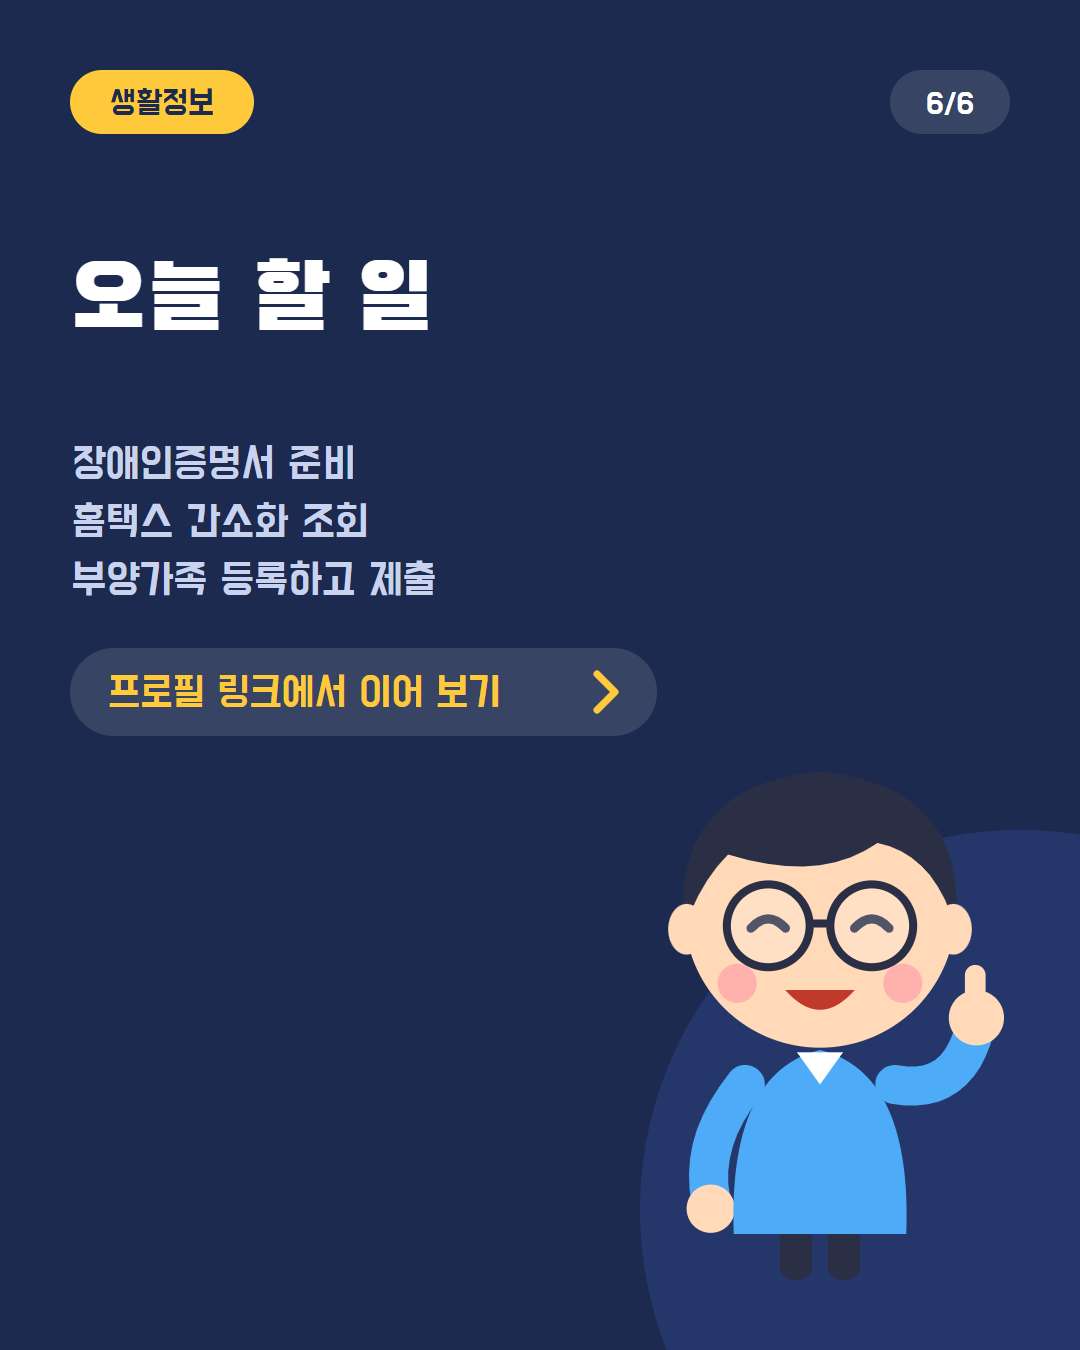 생활정보
6/6
오늘 할 일
장애인증명서 준비
홈택스 간소화 조회
부양가족 등록하고 제출
프로필 링크에서 이어 보기